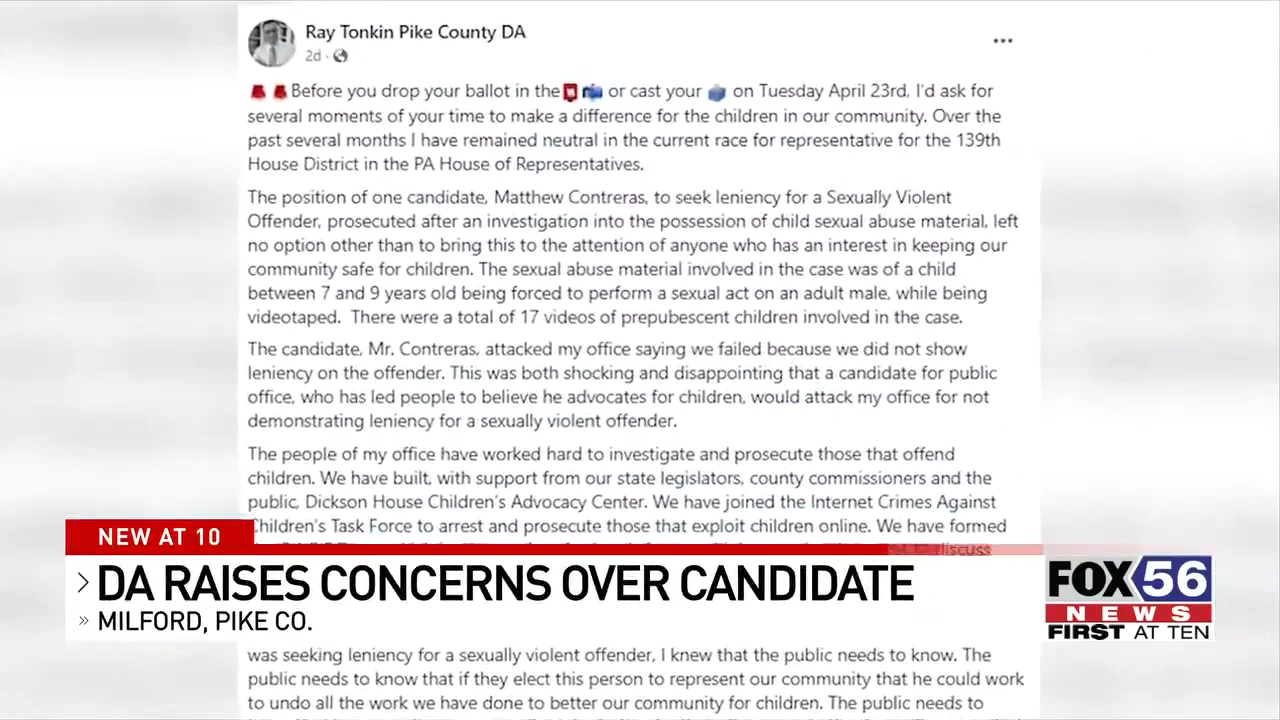 Ray Tonkin Pike County DA
2d
Before you drop your ballot in the or cast your on Tuesday April 23rd, I'd ask for
several moments of your time to make a difference for the children in our community. Over the
past several months I have remained neutral in the current race for representative for the 139th
House District in the PA House of Representatives.
The position of one candidate, Matthew Contreras, to seek leniency for a Sexually Violent
Offender, prosecuted after an investigation into the possession of child sexual abuse material, left
no option other than to bring this to the attention of anyone who has an interest in keeping our
community safe for children. The sexual abuse material involved in the case was of a child
between 7 and 9 years old being forced to perform a sexual act on an adult male, while being
videotaped. There were a total of 17 videos of prepubescent children involved in the case.
The candidate, Mr. Contreras, attacked my office saying we failed because we did not show
leniency on the offender. This was both shocking and disappointing that a candidate for public
office, who has led people to believe he advocates for children, would attack my office for not
demonstrating leniency for a sexually violent offender.
The people of my office have worked hard to investigate and prosecute those that offend
children. We have built, with support from our state legislators, county commissioners and the
public, Dickson House Children's Advocacy Center. We have joined the Internet Crimes Against
Children's Task Force to arrest and prosecute those that exploit children online. We have formed
discuss
NEW AT 10
DA RAISES CONCERNS OVER CANDIDATE
MILFORD, PIKE CO.
FOX 56
NEWS
FIRST AT TEN
was seeking leniency for a sexually violent offender, I knew that the public needs to know. The
public needs to know that if they elect this person to represent our community that he could work
to undo all the work we have done to better our community for children. The public needs to